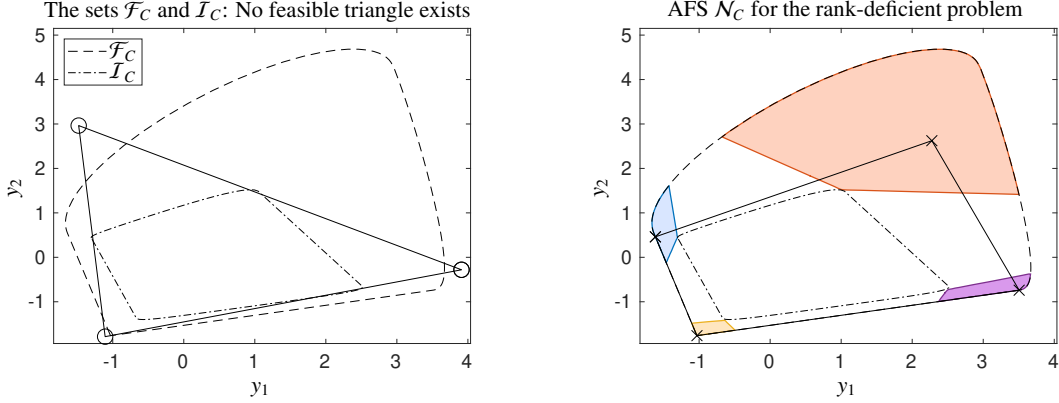 The sets 𝓕_C and 𝓘_C: No feasible triangle exists
5
4
3
2
1
0
-1
y₂
𝓕_C
𝓘_C
-1 0 1 2 3 4
y₁
AFS 𝓝_C for the rank-deficient problem
5
4
3
2
1
0
-1
y₂
-1 0 1 2 3 4
y₁